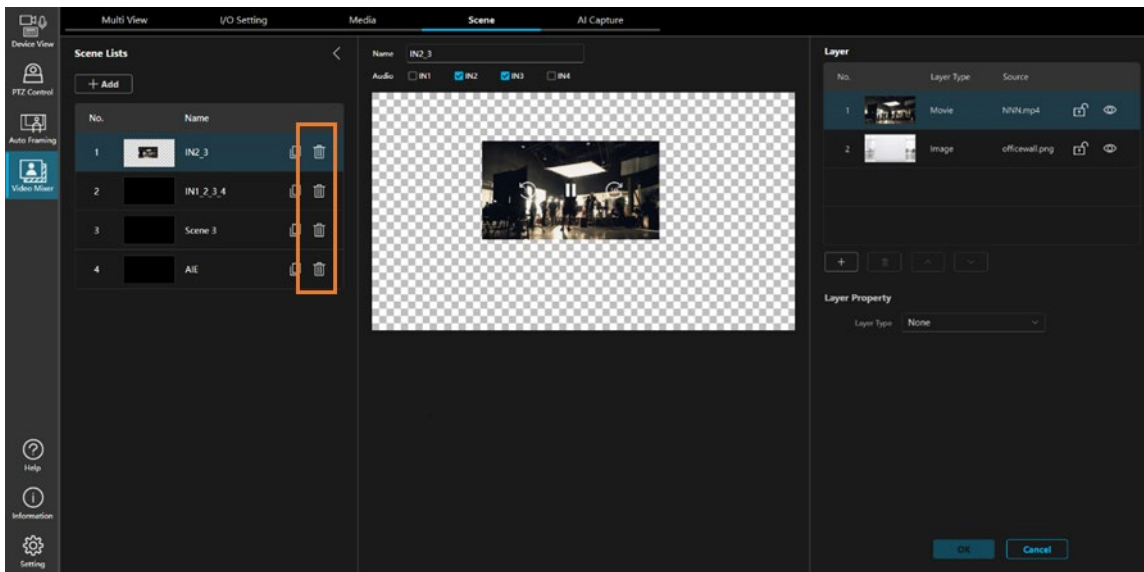 Multi View
I/O Setting
Media
Scene
AI Capture
Device View
PTZ Control
Auto Framing
Video Mixer
Help
Information
Setting
Scene Lists
+ Add
No. Name
1 IN2_3
2 IN1_2_3_4
3 Scene 3
4 AIE
Name IN2_3
Audio IN1 IN2 IN3 IN4
Layer
No. Layer Type Source
1 Movie NNN.mp4
2 Image officewall.png
Layer Property
Layer Type None
OK Cancel